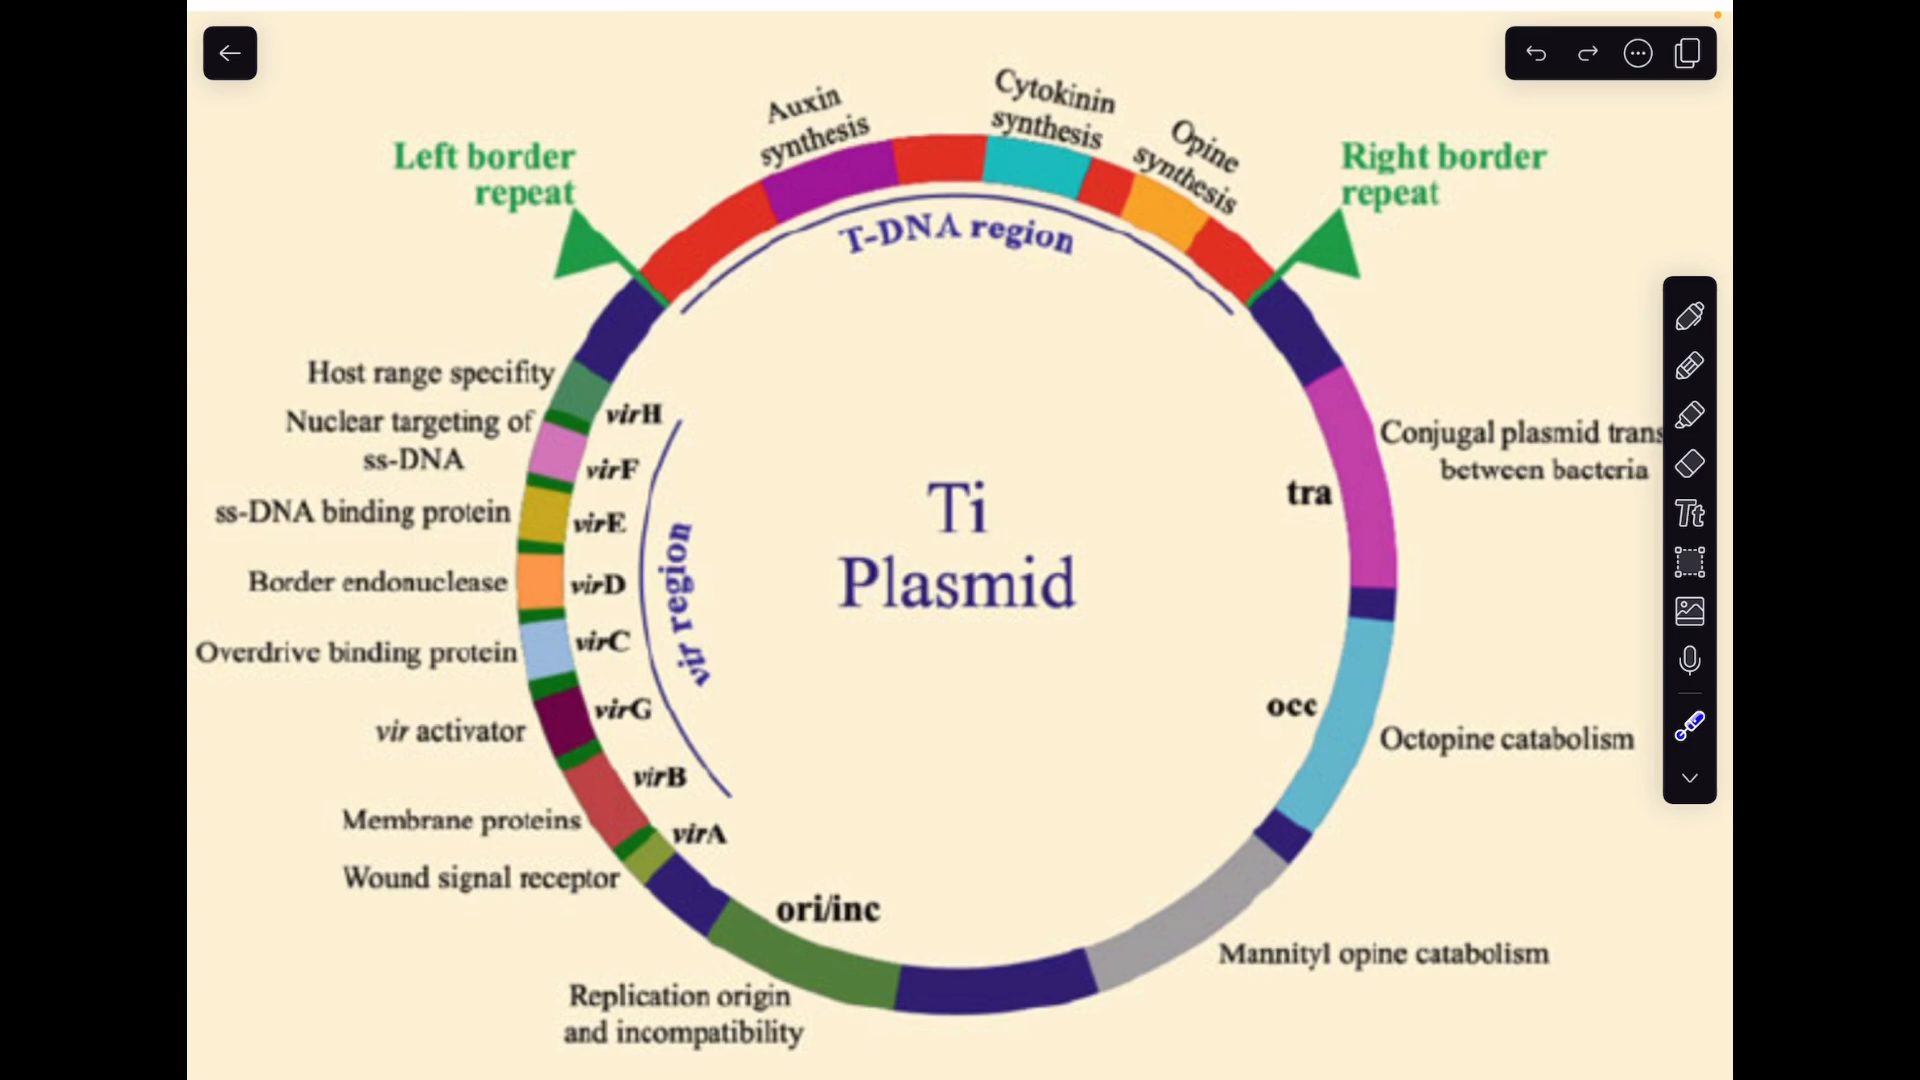 Auxin
synthesis
Cytokinin
synthesis
Opine
synthesis
Left border
repeat
Right border
repeat
T-DNA region
Host range specifity
virH
Nuclear targeting of
ss-DNA
virF
ss-DNA binding protein
virE
Border endonuclease
virD
Overdrive binding protein
virC
vir activator
virG
virB
Membrane proteins
virA
Wound signal receptor
vir region
Ti
Plasmid
tra
Conjugal plasmid trans
between bacteria
occ
Octopine catabolism
ori/inc
Mannityl opine catabolism
Replication origin
and incompatibility
Tt